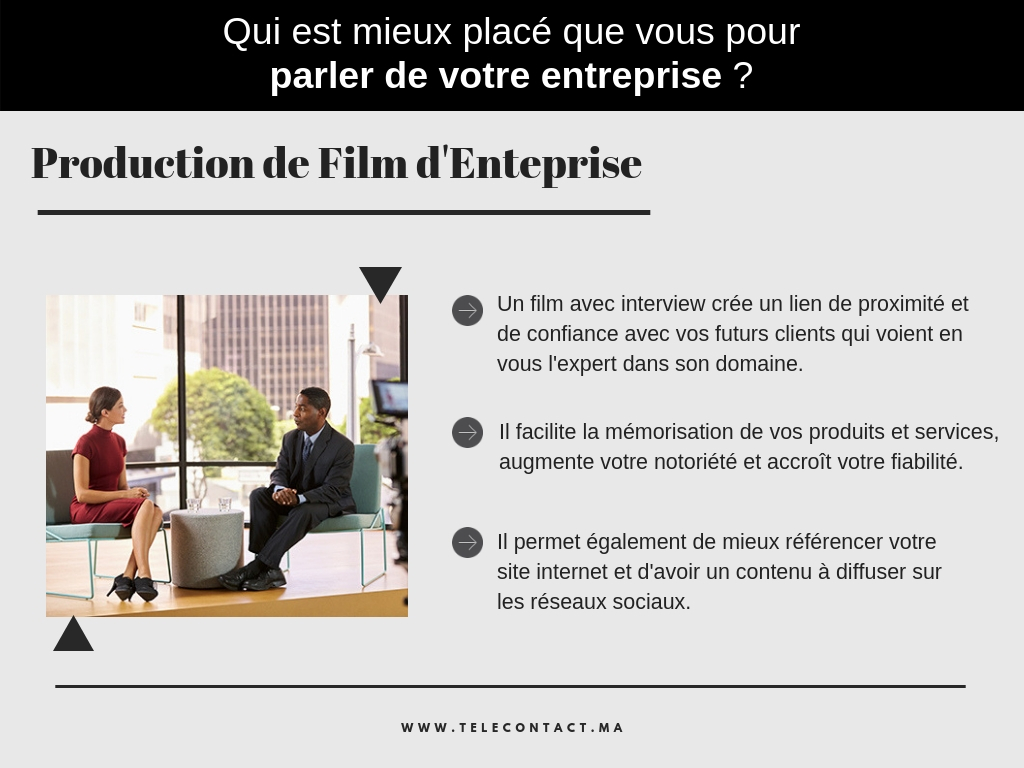 Qui est mieux placé que vous pour
parler de votre entreprise ?
Production de Film d'Enteprise
Un film avec interview crée un lien de proximité et
de confiance avec vos futurs clients qui voient en
vous l'expert dans son domaine.
Il facilite la mémorisation de vos produits et services,
augmente votre notoriété et accroît votre fiabilité.
Il permet également de mieux référencer votre
site internet et d'avoir un contenu à diffuser sur
les réseaux sociaux.
WWW.TELECONTACT.MA